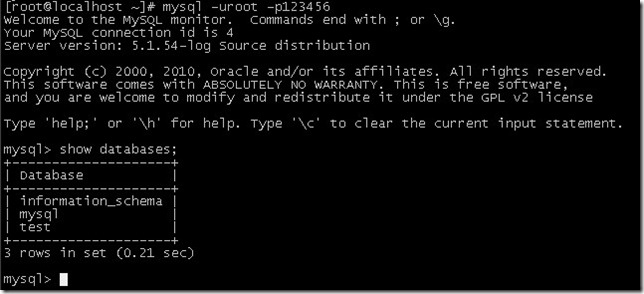 [root@localhost ~]# mysql -uroot -p123456
Welcome to the MySQL monitor.  Commands end with ; or \g.
Your MySQL connection id is 4
Server version: 5.1.54-log Source distribution

Copyright (c) 2000, 2010, Oracle and/or its affiliates. All rights reserved.
This software comes with ABSOLUTELY NO WARRANTY. This is free software,
and you are welcome to modify and redistribute it under the GPL v2 license

Type 'help;' or '\h' for help. Type '\c' to clear the current input statement.

mysql> show databases;
+--------------------+
| Database           |
+--------------------+
| information_schema |
| mysql              |
| test               |
+--------------------+
3 rows in set (0.21 sec)

mysql>